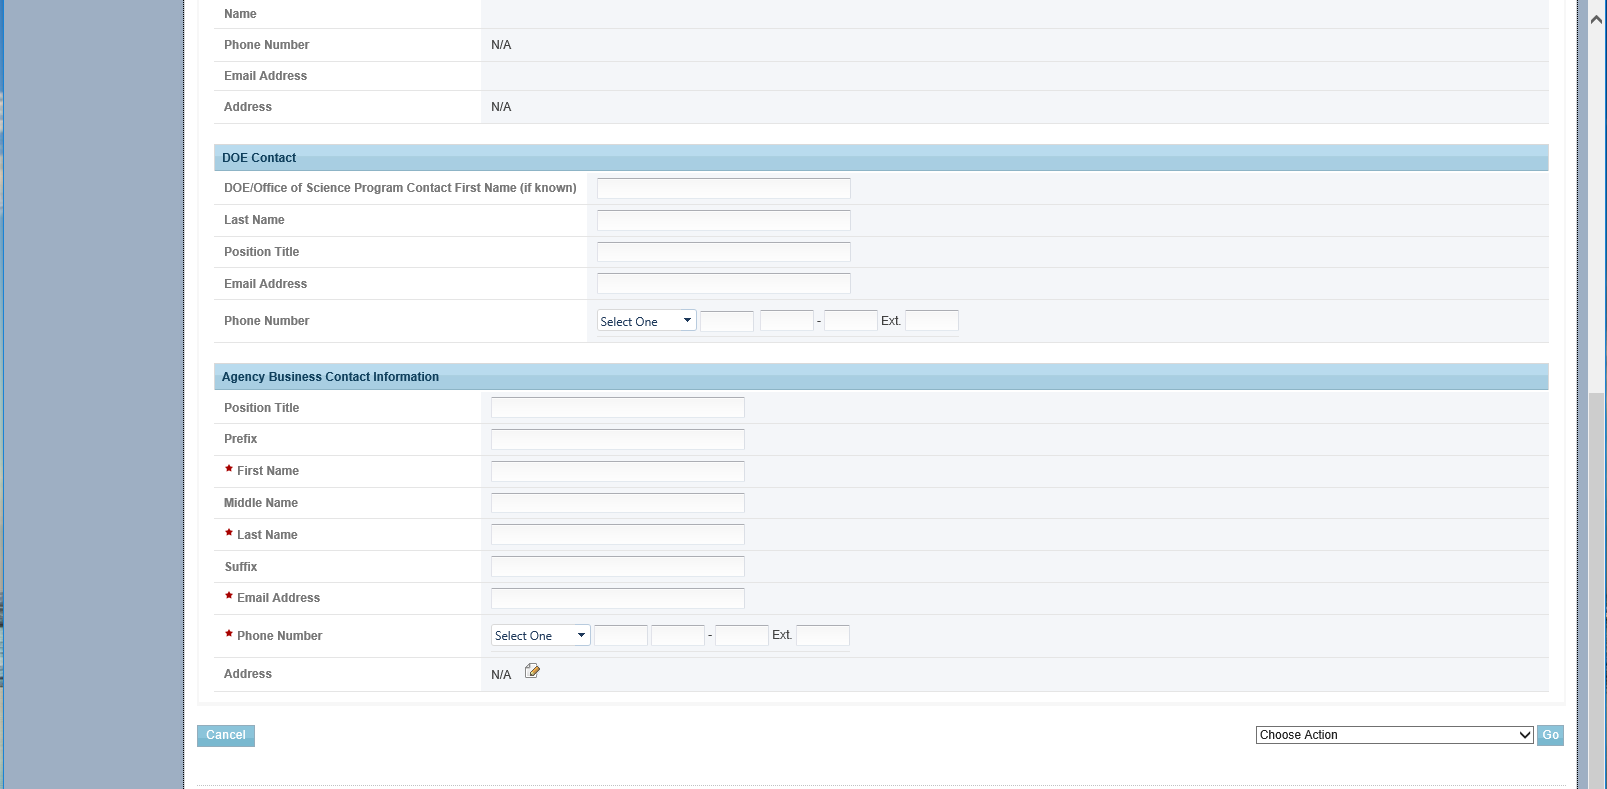 Name
Phone Number N/A
Email Address
Address N/A
DOE Contact
DOE/Office of Science Program Contact First Name (if known)
Last Name
Position Title
Email Address
Phone Number Select One - Ext.
Agency Business Contact Information
Position Title
Prefix
* First Name
Middle Name
* Last Name
Suffix
* Email Address
* Phone Number Select One - Ext.
Address N/A
Cancel Choose Action Go